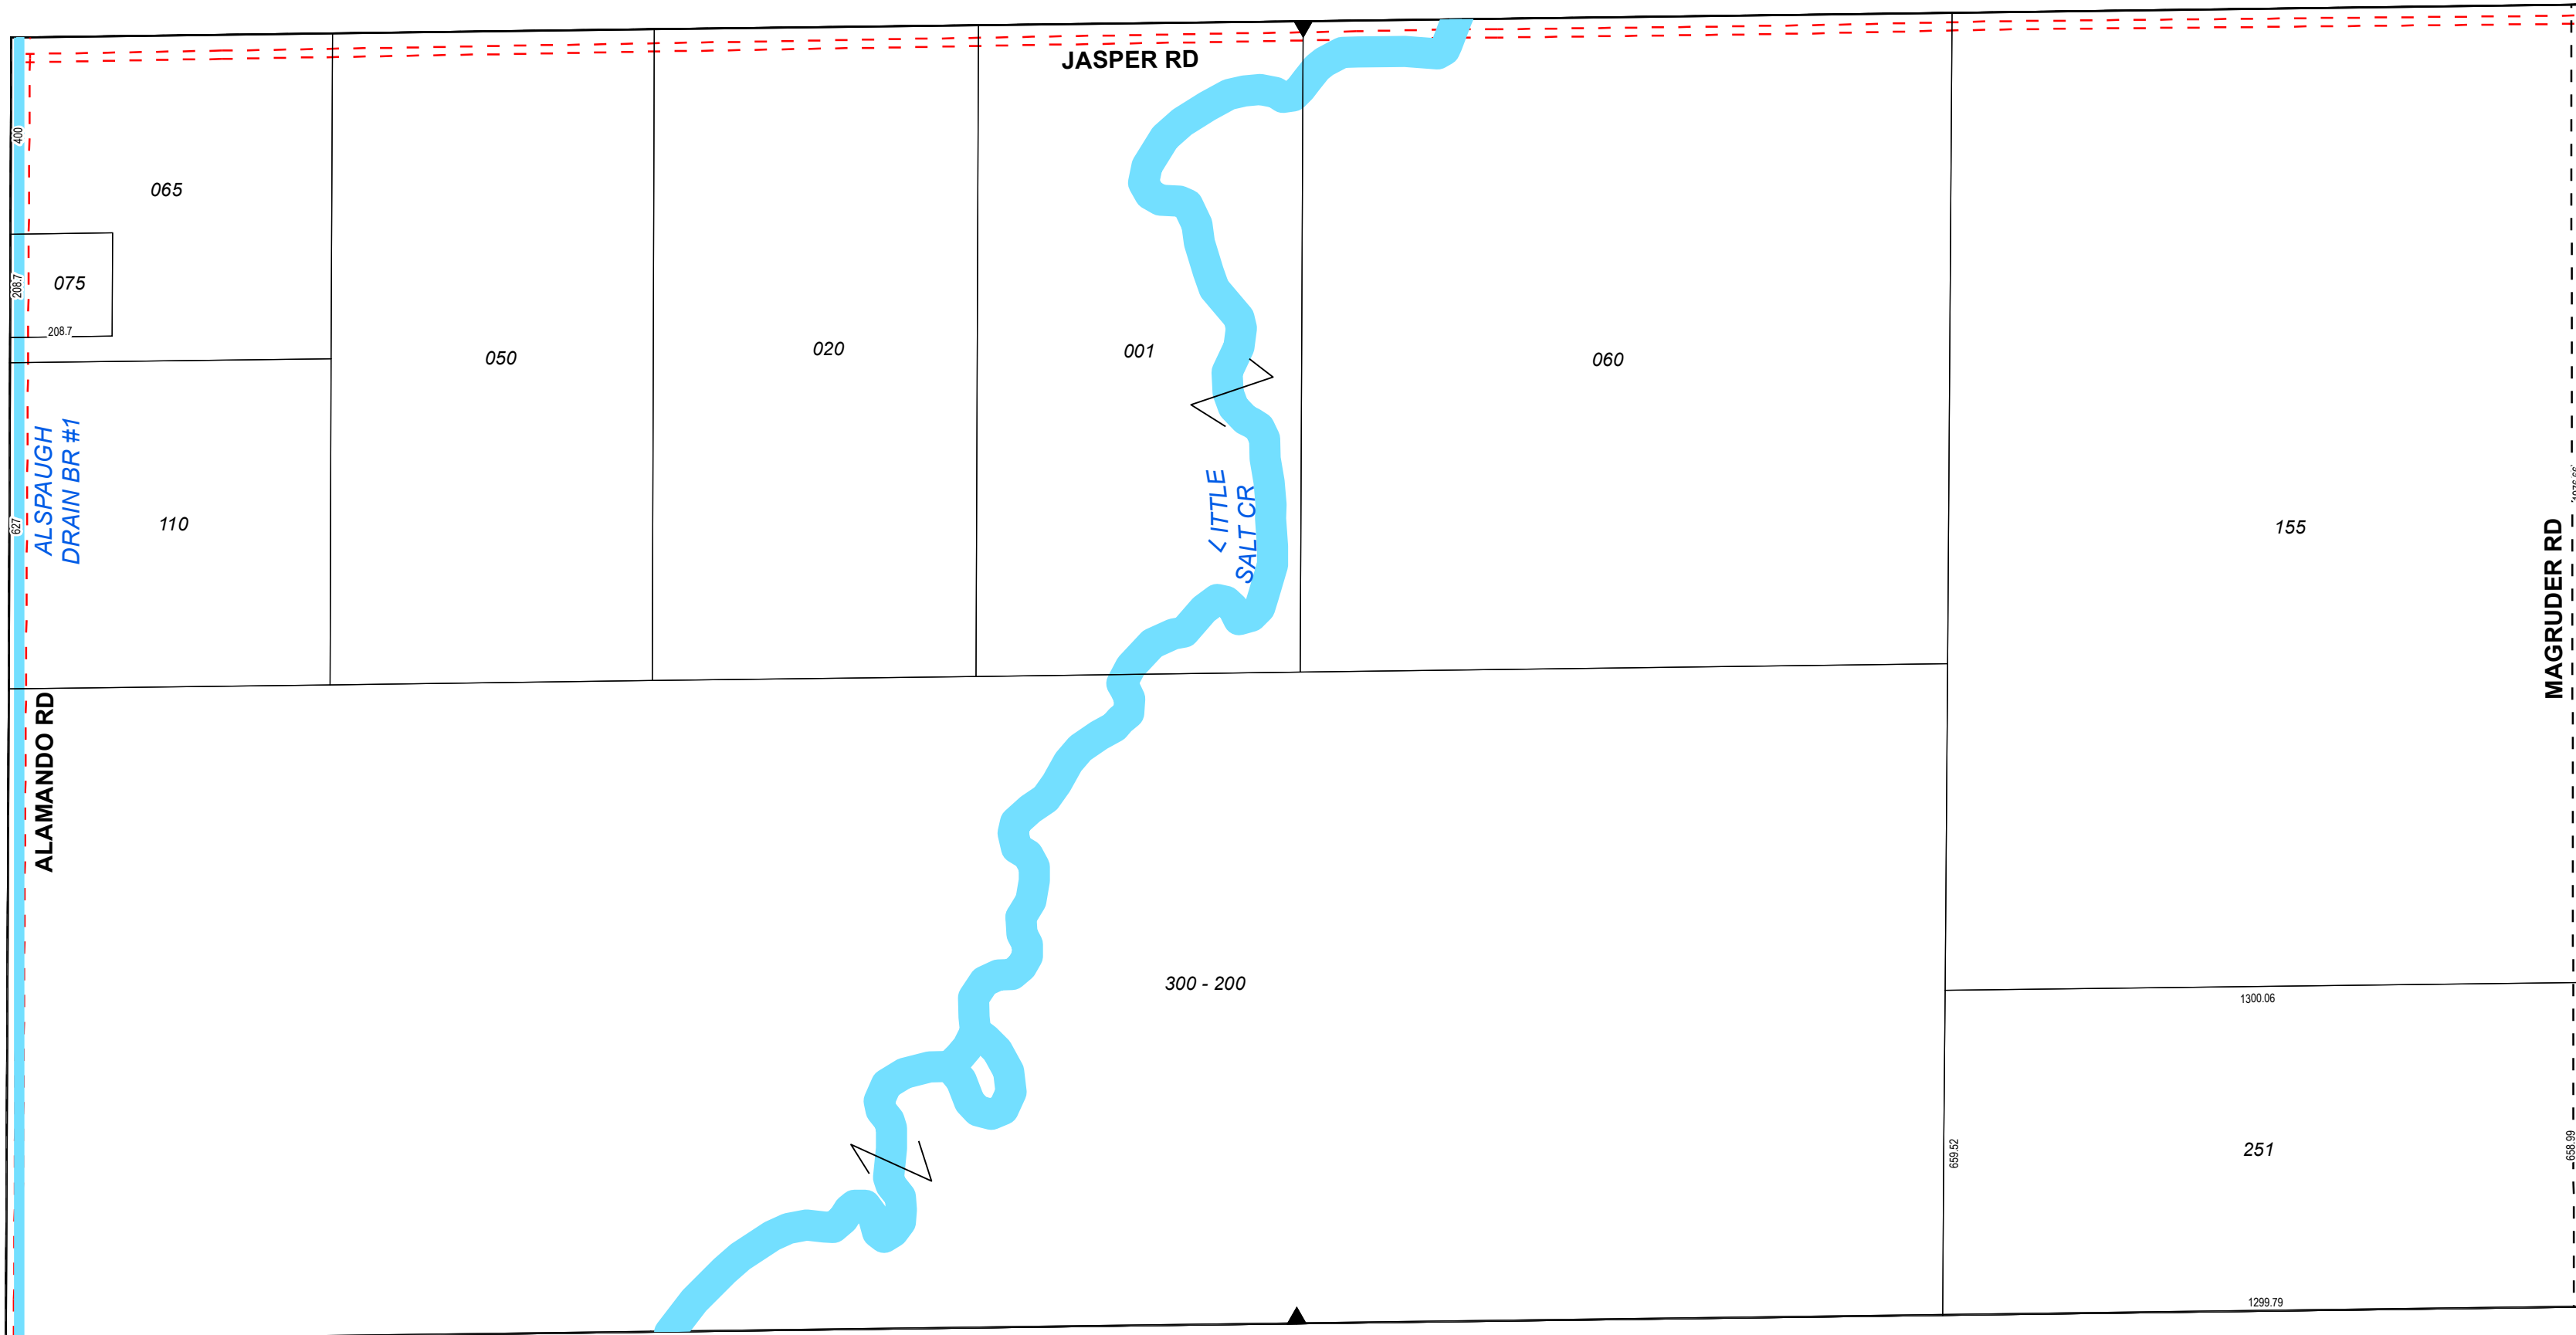 JASPER RD
400
065
208.7
075
208.7
050
020
001
060
ALSPAUGH
DRAIN BR #1
627
110
LITTLE
SALT CR
155
MAGRUDER RD
ALAMANDO RD
300 - 200
1300.06
659.52
251
658.99
1299.79